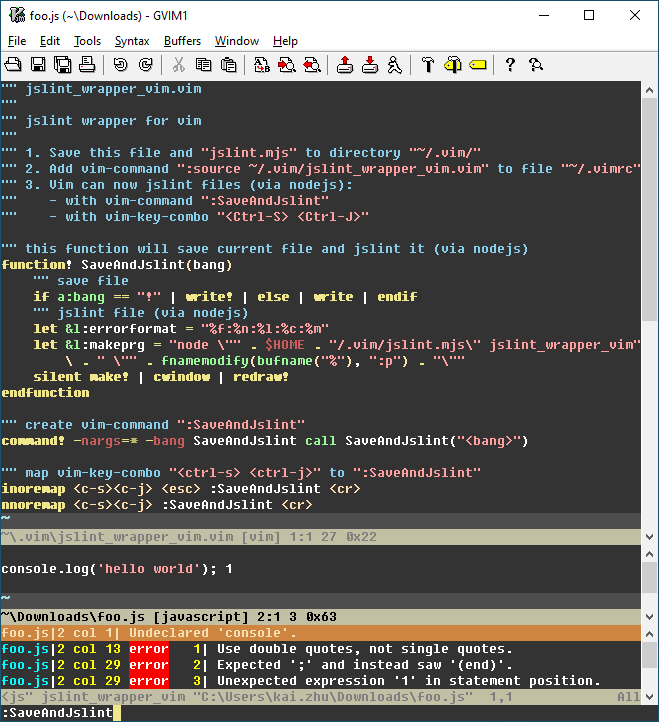 foo.js (~\Downloads) - GVIM1
File Edit Tools Syntax Buffers Window Help
"" jslint_wrapper_vim.vim
""
"" jslint wrapper for vim
""
"" 1. Save this file and "jslint.mjs" to directory "~/.vim/"
"" 2. Add vim-command ":source ~/.vim/jslint_wrapper_vim.vim" to file "~/.vimrc"
"" 3. Vim can now jslint files (via nodejs):
""    - with vim-command ":SaveAndJslint"
""    - with vim-key-combo "<Ctrl-S> <Ctrl-J>"
"" this function will save current file and jslint it (via nodejs)
function! SaveAndJslint(bang)
    "" save file
    if a:bang == "!" | write! | else | write | endif
    "" jslint file (via nodejs)
    let &l:errorformat = "%f:%n:%l:%c:%m"
    let &l:makeprg = "node \"" . $HOME . "/.vim/jslint.mjs\" jslint_wrapper_vim"
        \ . " \"" . fnamemodify(bufname("%"), ":p") . "\""
    silent make! | cwindow | redraw!
endfunction
"" create vim-command ":SaveAndJslint"
command! -nargs=* -bang SaveAndJslint call SaveAndJslint("<bang>")
"" map vim-key-combo "<ctrl-s> <ctrl-j>" to ":SaveAndJslint"
inoremap <c-s><c-j> <esc> :SaveAndJslint <cr>
nnoremap <c-s><c-j> :SaveAndJslint <cr>
~
~\.vim\jslint_wrapper_vim.vim [vim] 1:1 27 0x22
console.log('hello world'); 1
~
~\Downloads\foo.js [javascript] 2:1 3 0x63
foo.js|2 col 1| Undeclared 'console'.
foo.js|2 col 13 error   1| Use double quotes, not single quotes.
foo.js|2 col 29 error   2| Expected ';' and instead saw '(end)'.
foo.js|2 col 29 error   3| Unexpected expression '1' in statement position.
<js" jslint_wrapper_vim "C:\Users\kai.zhu\Downloads\foo.js"  1,1 All
:SaveAndJslint